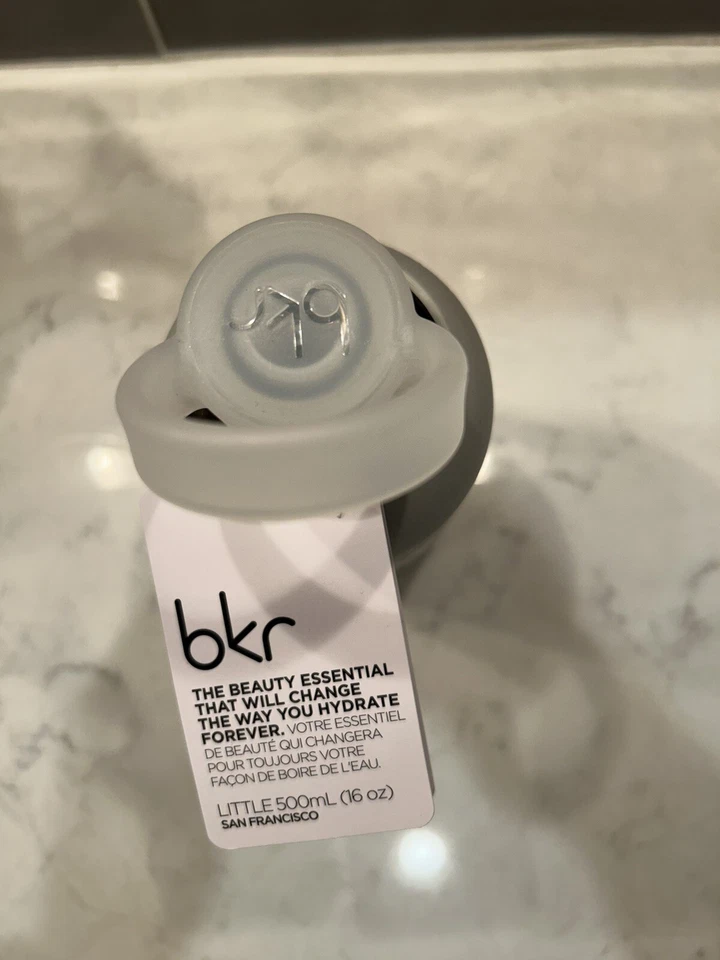 bkr
bkr
THE BEAUTY ESSENTIAL
THAT WILL CHANGE
THE WAY YOU HYDRATE
FOREVER. VOTRE ESSENTIEL
DE BEAUTÉ QUI CHANGERA
POUR TOUJOURS VOTRE
FAÇON DE BOIRE DE L'EAU.
LITTLE 500mL (16 oz)
SAN FRANCISCO